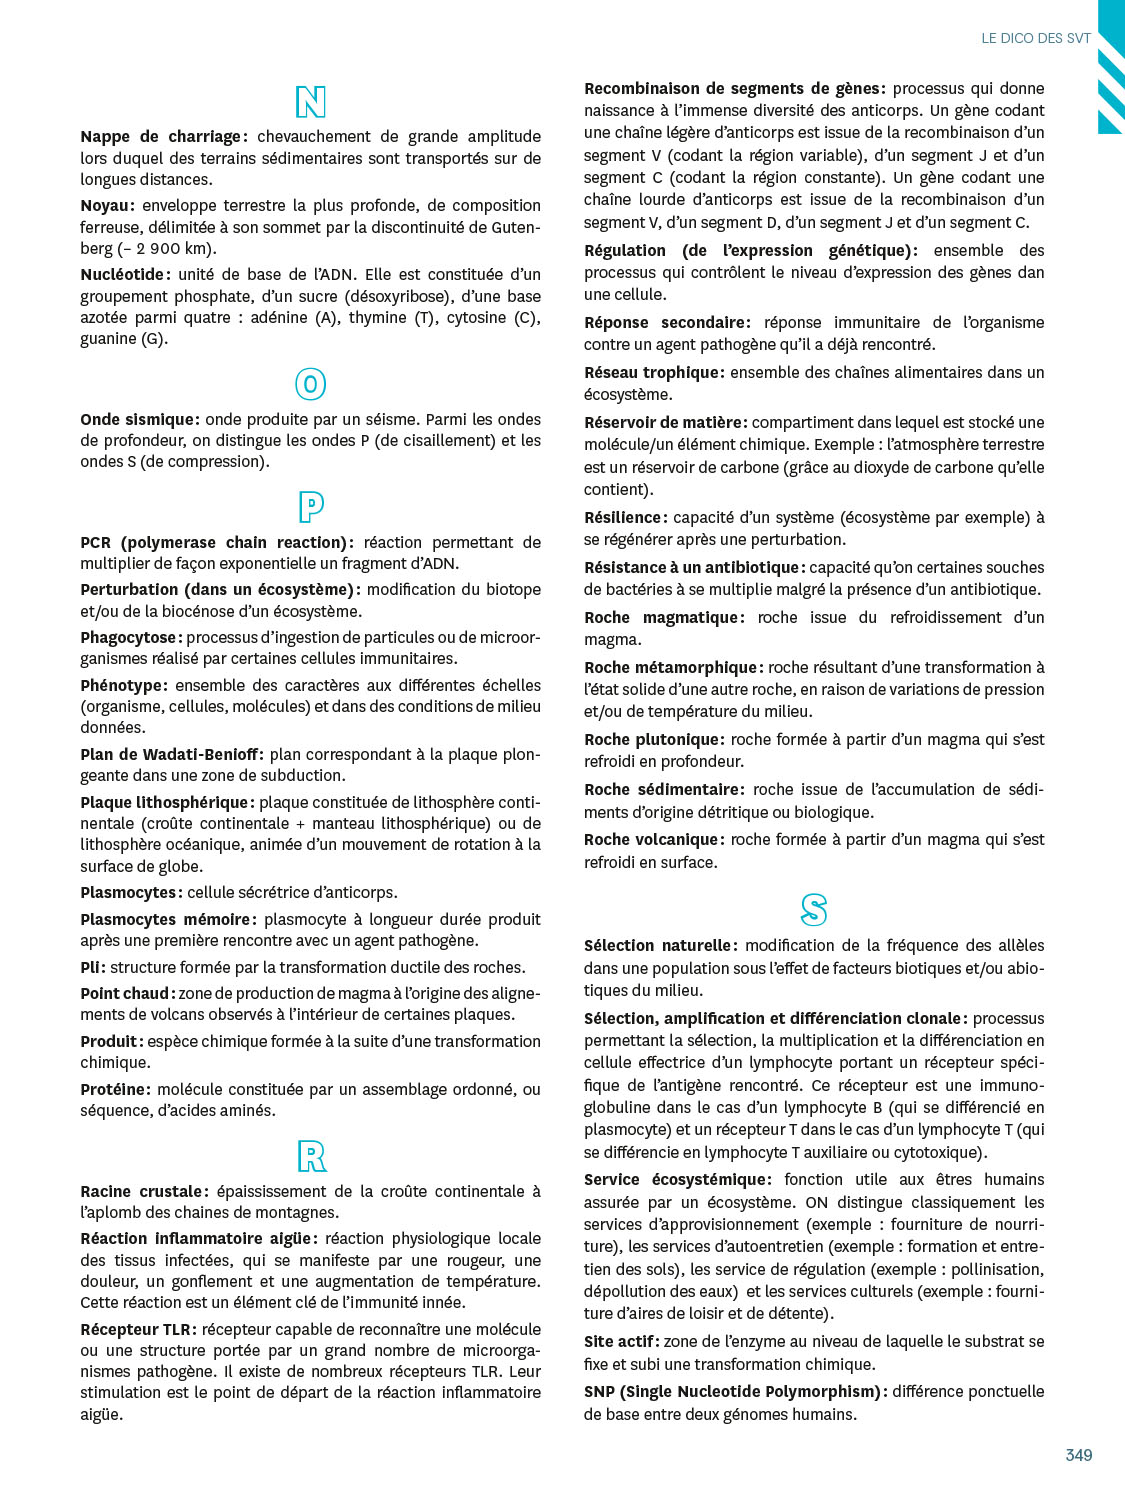 LE DICO DES SVT
N
Nappe de charriage : chevauchement de grande amplitude
lors duquel des terrains sédimentaires sont transportés sur de
longues distances.
Noyau : enveloppe terrestre la plus profonde, de composition
ferreuse, délimitée à son sommet par la discontinuité de Guten-
berg (– 2 900 km).
Nucléotide : unité de base de l’ADN. Elle est constituée d’un
groupement phosphate, d’un sucre (désoxyribose), d’une base
azotée parmi quatre : adénine (A), thymine (T), cytosine (C),
guanine (G).
O
Onde sismique : onde produite par un séisme. Parmi les ondes
de profondeur, on distingue les ondes P (de cisaillement) et les
ondes S (de compression).
P
PCR (polymerase chain reaction) : réaction permettant de
multiplier de façon exponentielle un fragment d’ADN.
Perturbation (dans un écosystème) : modification du biotope
et/ou de la biocénose d’un écosystème.
Phagocytose : processus d’ingestion de particules ou de microor-
ganismes réalisé par certaines cellules immunitaires.
Phénotype : ensemble des caractères aux différentes échelles
(organisme, cellules, molécules) et dans des conditions de milieu
données.
Plan de Wadati-Benioff : plan correspondant à la plaque plon-
geante dans une zone de subduction.
Plaque lithosphérique : plaque constituée de lithosphère conti-
nentale (croûte continentale + manteau lithosphérique) ou de
lithosphère océanique, animée d’un mouvement de rotation à la
surface de globe.
Plasmocytes : cellule sécrétrice d’anticorps.
Plasmocytes mémoire : plasmocyte à longueur durée produit
après une première rencontre avec un agent pathogène.
Pli : structure formée par la transformation ductile des roches.
Point chaud : zone de production de magma à l’origine des aligne-
ments de volcans observés à l’intérieur de certaines plaques.
Produit : espèce chimique formée à la suite d’une transformation
chimique.
Protéine : molécule constituée par un assemblage ordonné, ou
séquence, d’acides aminés.
R
Racine crustale : épaississement de la croûte continentale à
l’aplomb des chaines de montagnes.
Réaction inflammatoire aigüe : réaction physiologique locale
des tissus infectées, qui se manifeste par une rougeur, une
douleur, un gonflement et une augmentation de température.
Cette réaction est un élément clé de l’immunité innée.
Récepteur TLR : récepteur capable de reconnaître une molécule
ou une structure portée par un grand nombre de microorga-
nismes pathogène. Il existe de nombreux récepteurs TLR. Leur
stimulation est le point de départ de la réaction inflammatoire
aigüe.
Recombinaison de segments de gènes : processus qui donne
naissance à l’immense diversité des anticorps. Un gène codant
une chaîne légère d’anticorps est issue de la recombinaison d’un
segment V (codant la région variable), d’un segment J et d’un
segment C (codant la région constante). Un gène codant une
chaîne lourde d’anticorps est issue de la recombinaison d’un
segment V, d’un segment D, d’un segment J et d’un segment C.
Régulation (de l’expression génétique) : ensemble des
processus qui contrôlent le niveau d’expression des gènes dan
une cellule.
Réponse secondaire : réponse immunitaire de l’organisme
contre un agent pathogène qu’il a déjà rencontré.
Réseau trophique : ensemble des chaînes alimentaires dans un
écosystème.
Réservoir de matière : compartiment dans lequel est stocké une
molécule/un élément chimique. Exemple : l’atmosphère terrestre
est un réservoir de carbone (grâce au dioxyde de carbone qu’elle
contient).
Résilience : capacité d’un système (écosystème par exemple) à
se régénérer après une perturbation.
Résistance à un antibiotique : capacité qu’on certaines souches
de bactéries à se multiplie malgré la présence d’un antibiotique.
Roche magmatique : roche issue du refroidissement d’un
magma.
Roche métamorphique : roche résultant d’une transformation à
l’état solide d’une autre roche, en raison de variations de pression
et/ou de température du milieu.
Roche plutonique : roche formée à partir d’un magma qui s’est
refroidi en profondeur.
Roche sédimentaire : roche issue de l’accumulation de sédi-
ments d’origine détritique ou biologique.
Roche volcanique : roche formée à partir d’un magma qui s’est
refroidi en surface.
S
Sélection naturelle : modification de la fréquence des allèles
dans une population sous l’effet de facteurs biotiques et/ou abio-
tiques du milieu.
Sélection, amplification et différenciation clonale : processus
permettant la sélection, la multiplication et la différenciation en
cellule effectrice d’un lymphocyte portant un récepteur spéci-
fique de l’antigène rencontré. Ce récepteur est une immuno-
globuline dans le cas d’un lymphocyte B (qui se différencié en
plasmocyte) et un récepteur T dans le cas d’un lymphocyte T (qui
se différencie en lymphocyte T auxiliaire ou cytotoxique).
Service écosystémique : fonction utile aux êtres humains
assurée par un écosystème. ON distingue classiquement les
services d’approvisionnement (exemple : fourniture de nourri-
ture), les services d’autoentretien (exemple : formation et entre-
tien des sols), les service de régulation (exemple : pollinisation,
dépollution des eaux) et les services culturels (exemple : fourni-
ture d’aires de loisir et de détente).
Site actif : zone de l’enzyme au niveau de laquelle le substrat se
fixe et subi une transformation chimique.
SNP (Single Nucleotide Polymorphism) : différence ponctuelle
de base entre deux génomes humains.
349